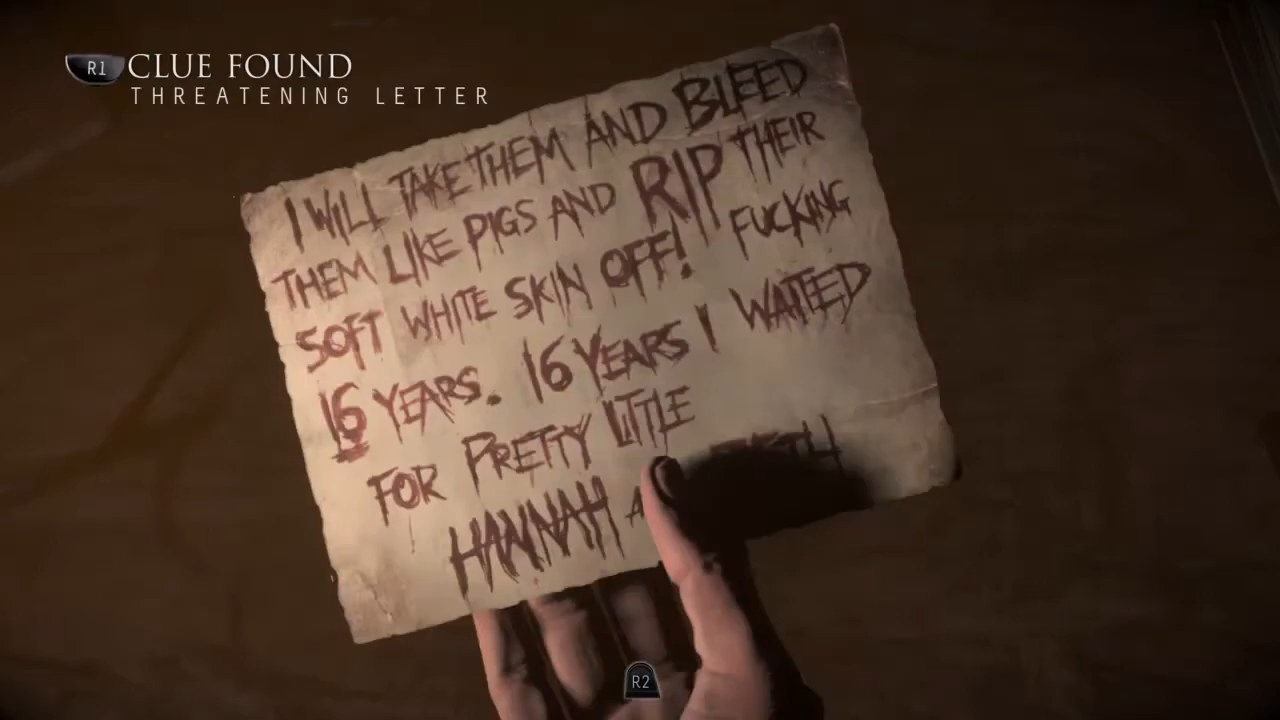 R1 CLUE FOUND
THREATENING LETTER
I WILL TAKE THEM AND BLEED
THEM LIKE PIGS AND RIP THEIR
SOFT WHITE SKIN OFF! FUCKING
16 YEARS. 16 YEARS I WAITED
FOR PRETTY LITTLE
HANNAH
R2